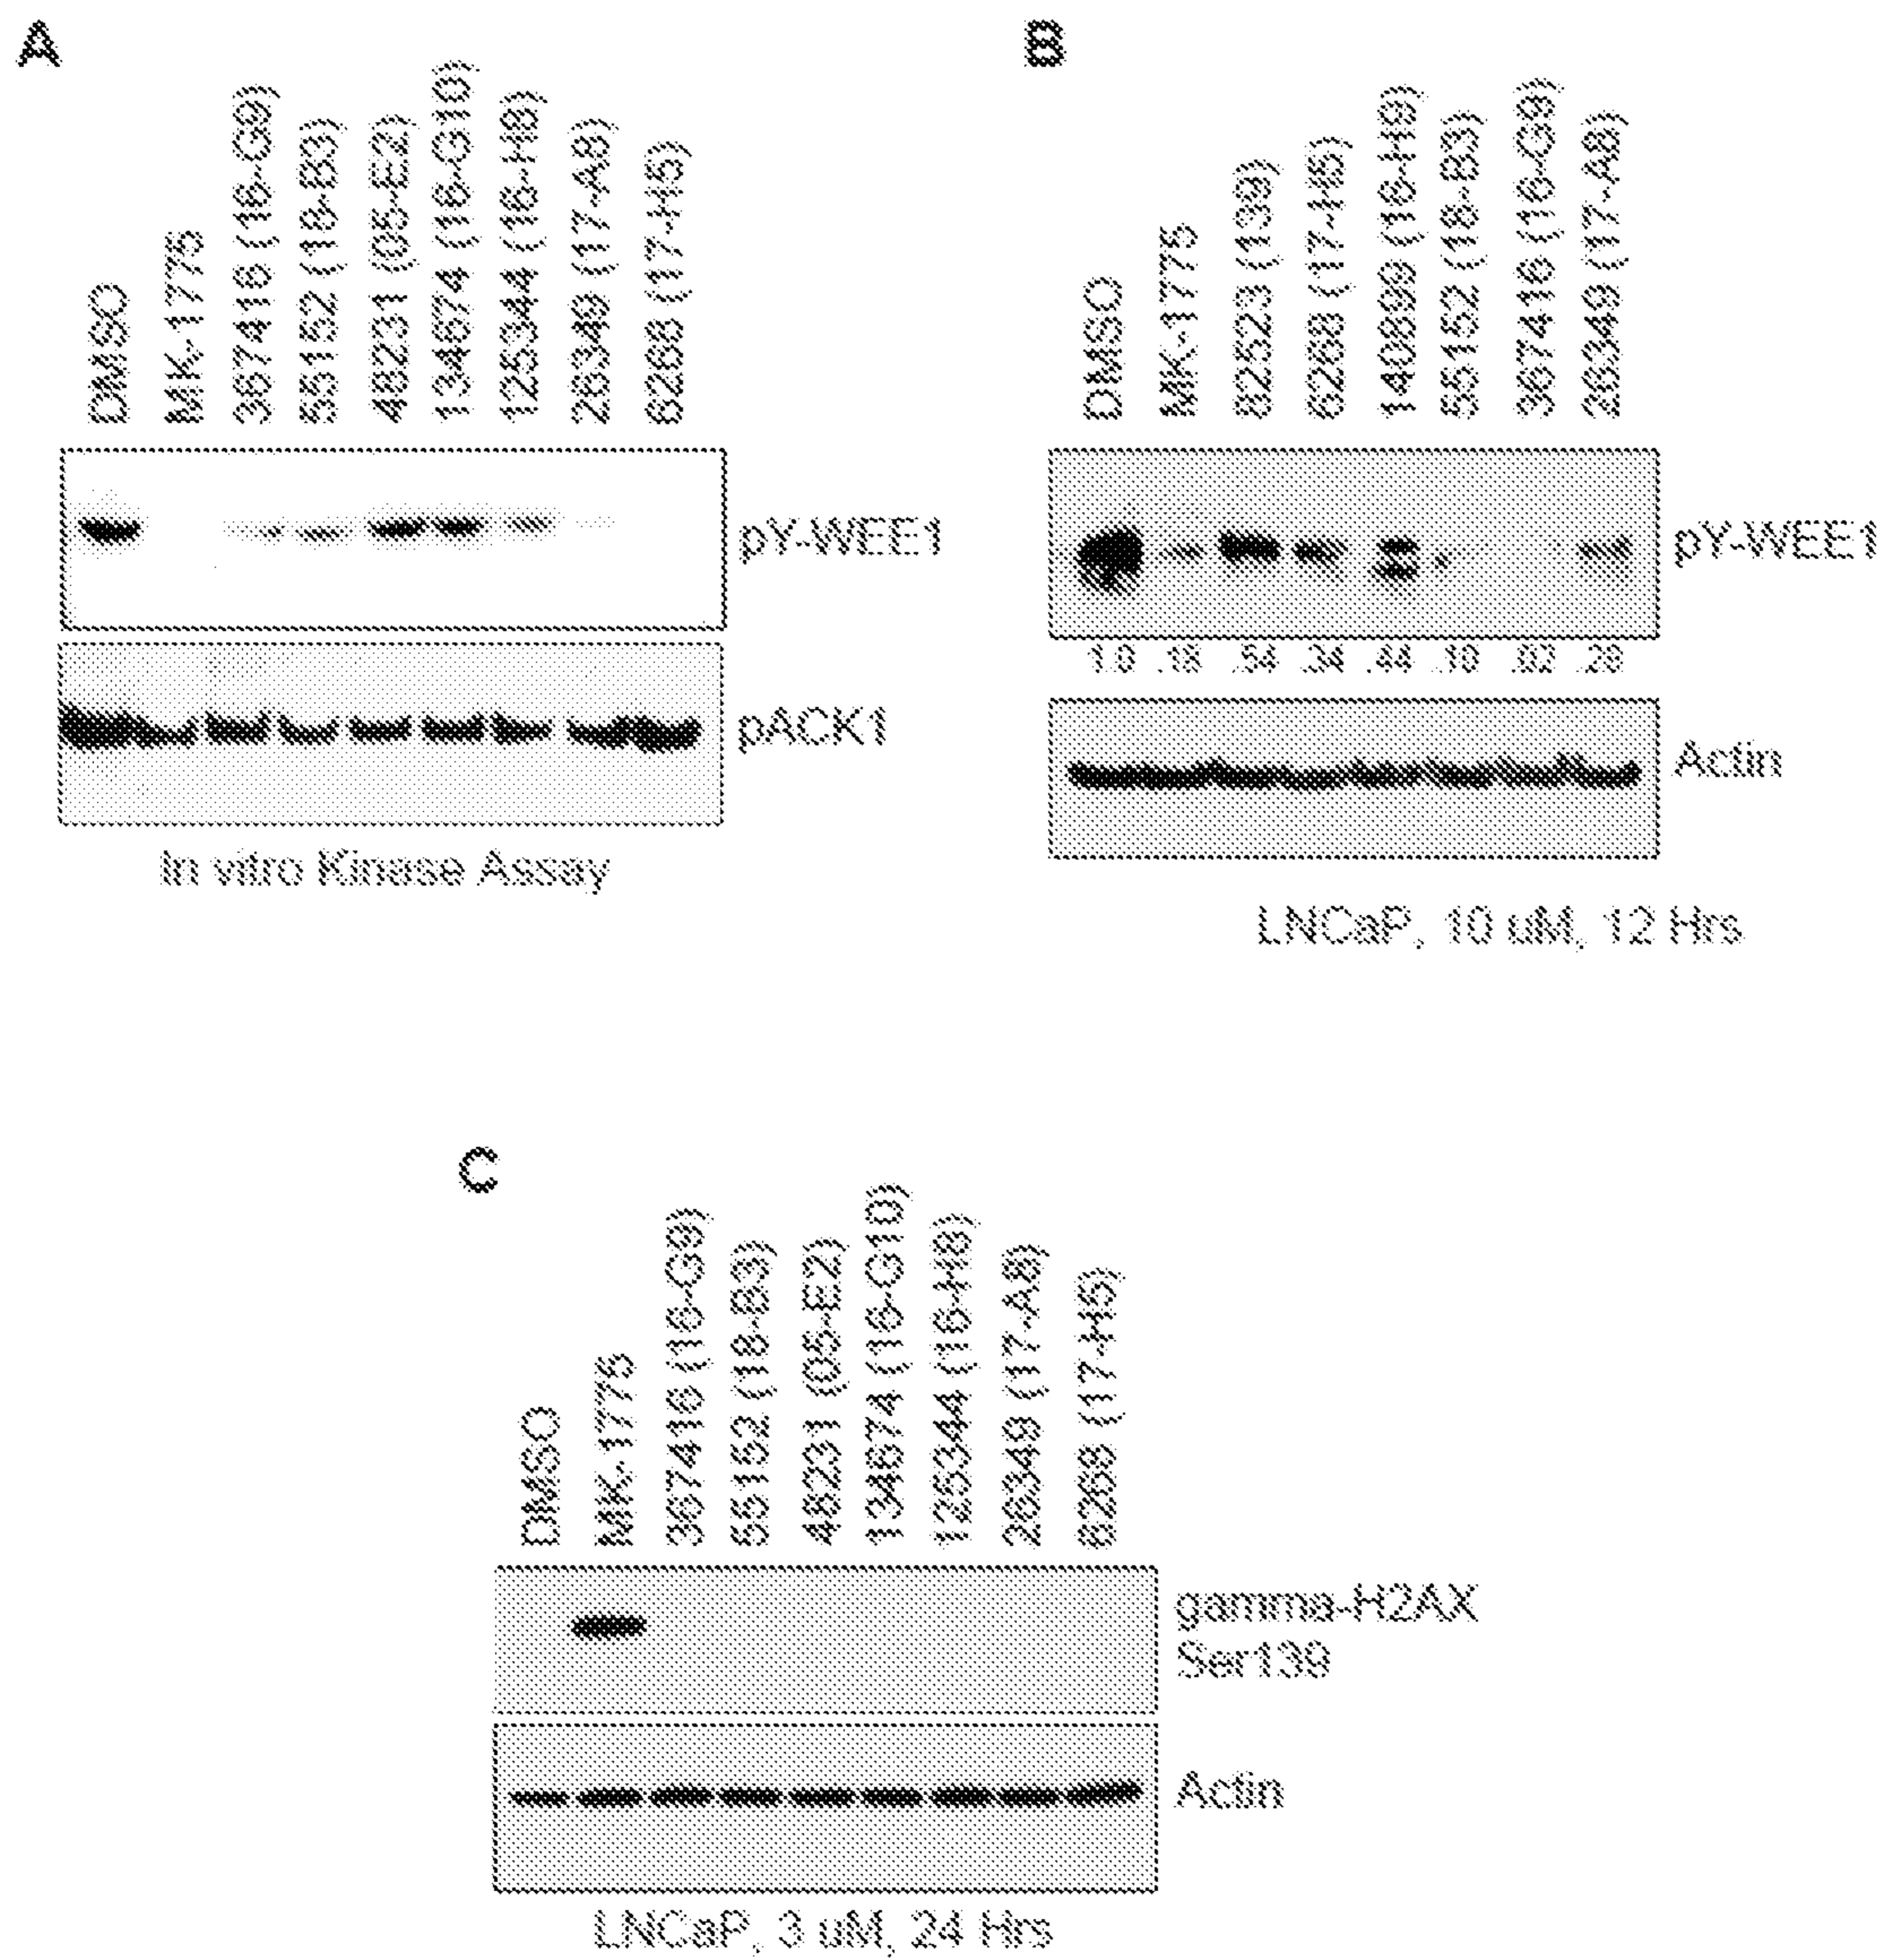 A
DMSO
MK-1775
367416 (16-G9)
55152 (18-B3)
48231 (05-E2)
134674 (16-G10)
125344 (16-H8)
26349 (17-A8)
6268 (17-H5)
pY-WEE1
pACK1
In vitro Kinase Assay
B
DMSO
MK-1775
82523 (139)
6268 (17-H5)
140899 (16-H9)
55152 (18-B3)
367416 (16-G9)
26349 (17-A8)
pY-WEE1
1.0 .18 .54 .34 .44 .10 .02 .20
Actin
LNCaP, 10 uM, 12 Hrs
C
DMSO
MK-1775
367416 (16-G9)
55152 (18-B3)
48231 (05-E2)
134674 (16-G10)
125344 (16-H8)
26349 (17-A8)
6268 (17-H5)
gamma-H2AX
Ser139
Actin
LNCaP, 3 uM, 24 Hrs